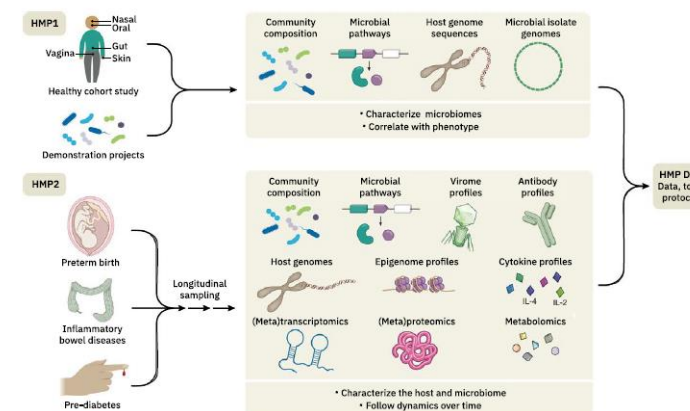 HMP1
Nasal
Oral
Vagina
Gut
Skin
Healthy cohort study
Demonstration projects
Community
composition
Microbial
pathways
Host genome
sequences
Microbial isolate
genomes
• Characterize microbiomes
• Correlate with phenotype
HMP2
Preterm birth
Inflammatory
bowel diseases
Pre-diabetes
Longitudinal
sampling
Community
composition
Microbial
pathways
Virome
profiles
Antibody
profiles
Host genomes
Epigenome profiles
Cytokine profiles
IL-4
IL-2
(Meta)transcriptomics
(Meta)proteomics
Metabolomics
• Characterize the host and microbiome
• Follow dynamics over time
HMP D
Data, to
protoc